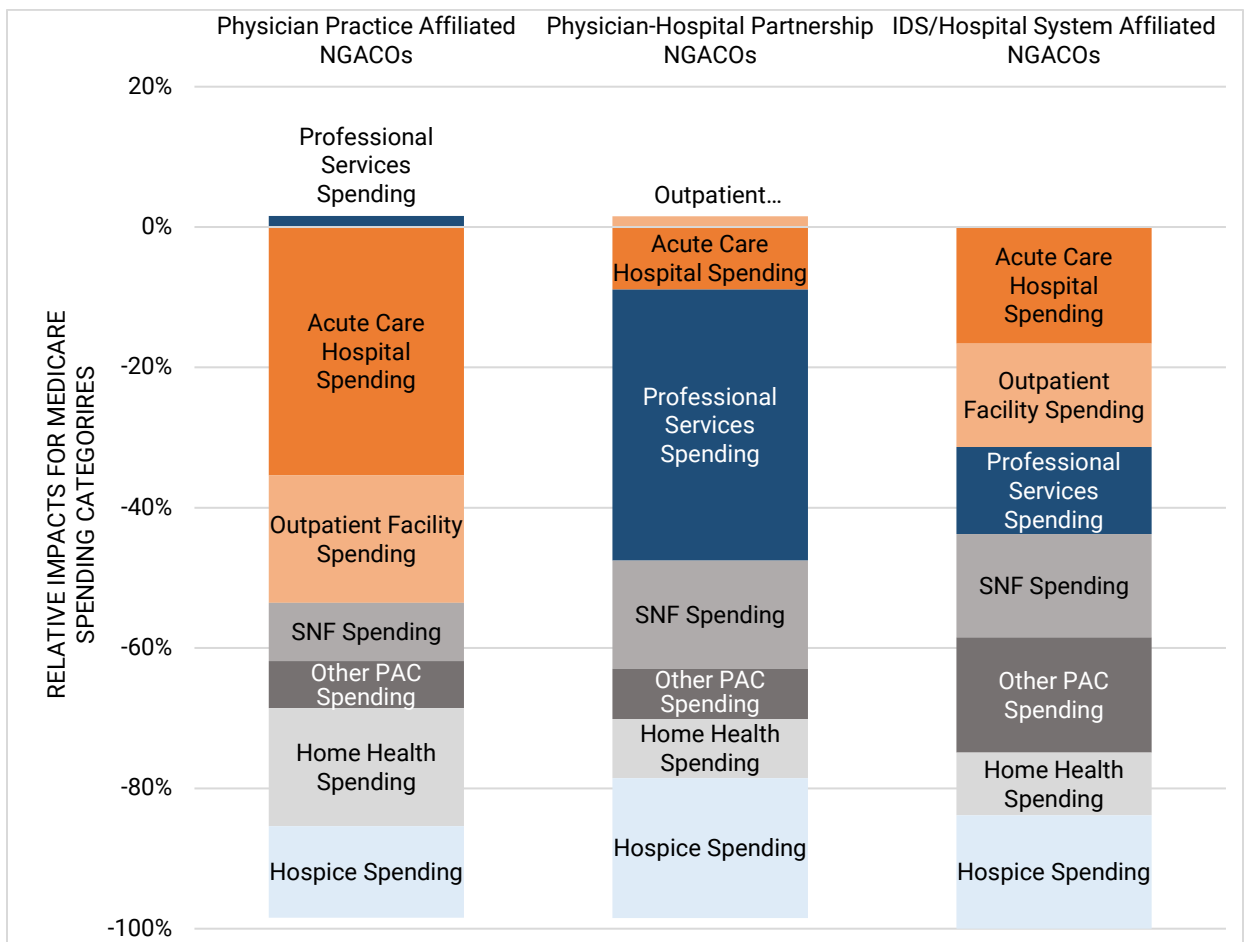 Physician Practice Affiliated
NGACOs
Physician-Hospital Partnership
NGACOs
IDS/Hospital System Affiliated
NGACOs
RELATIVE IMPACTS FOR MEDICARE
SPENDING CATEGORIRES
20%
0%
-20%
-40%
-60%
-80%
-100%
Professional
Services
Spending
Acute Care
Hospital
Spending
Outpatient Facility
Spending
SNF Spending
Other PAC
Spending
Home Health
Spending
Hospice Spending
Outpatient...
Acute Care
Hospital Spending
Professional
Services
Spending
SNF Spending
Other PAC
Spending
Home Health
Spending
Hospice Spending
Acute Care
Hospital
Spending
Outpatient
Facility Spending
Professional
Services
Spending
SNF Spending
Other PAC
Spending
Home Health
Spending
Hospice Spending